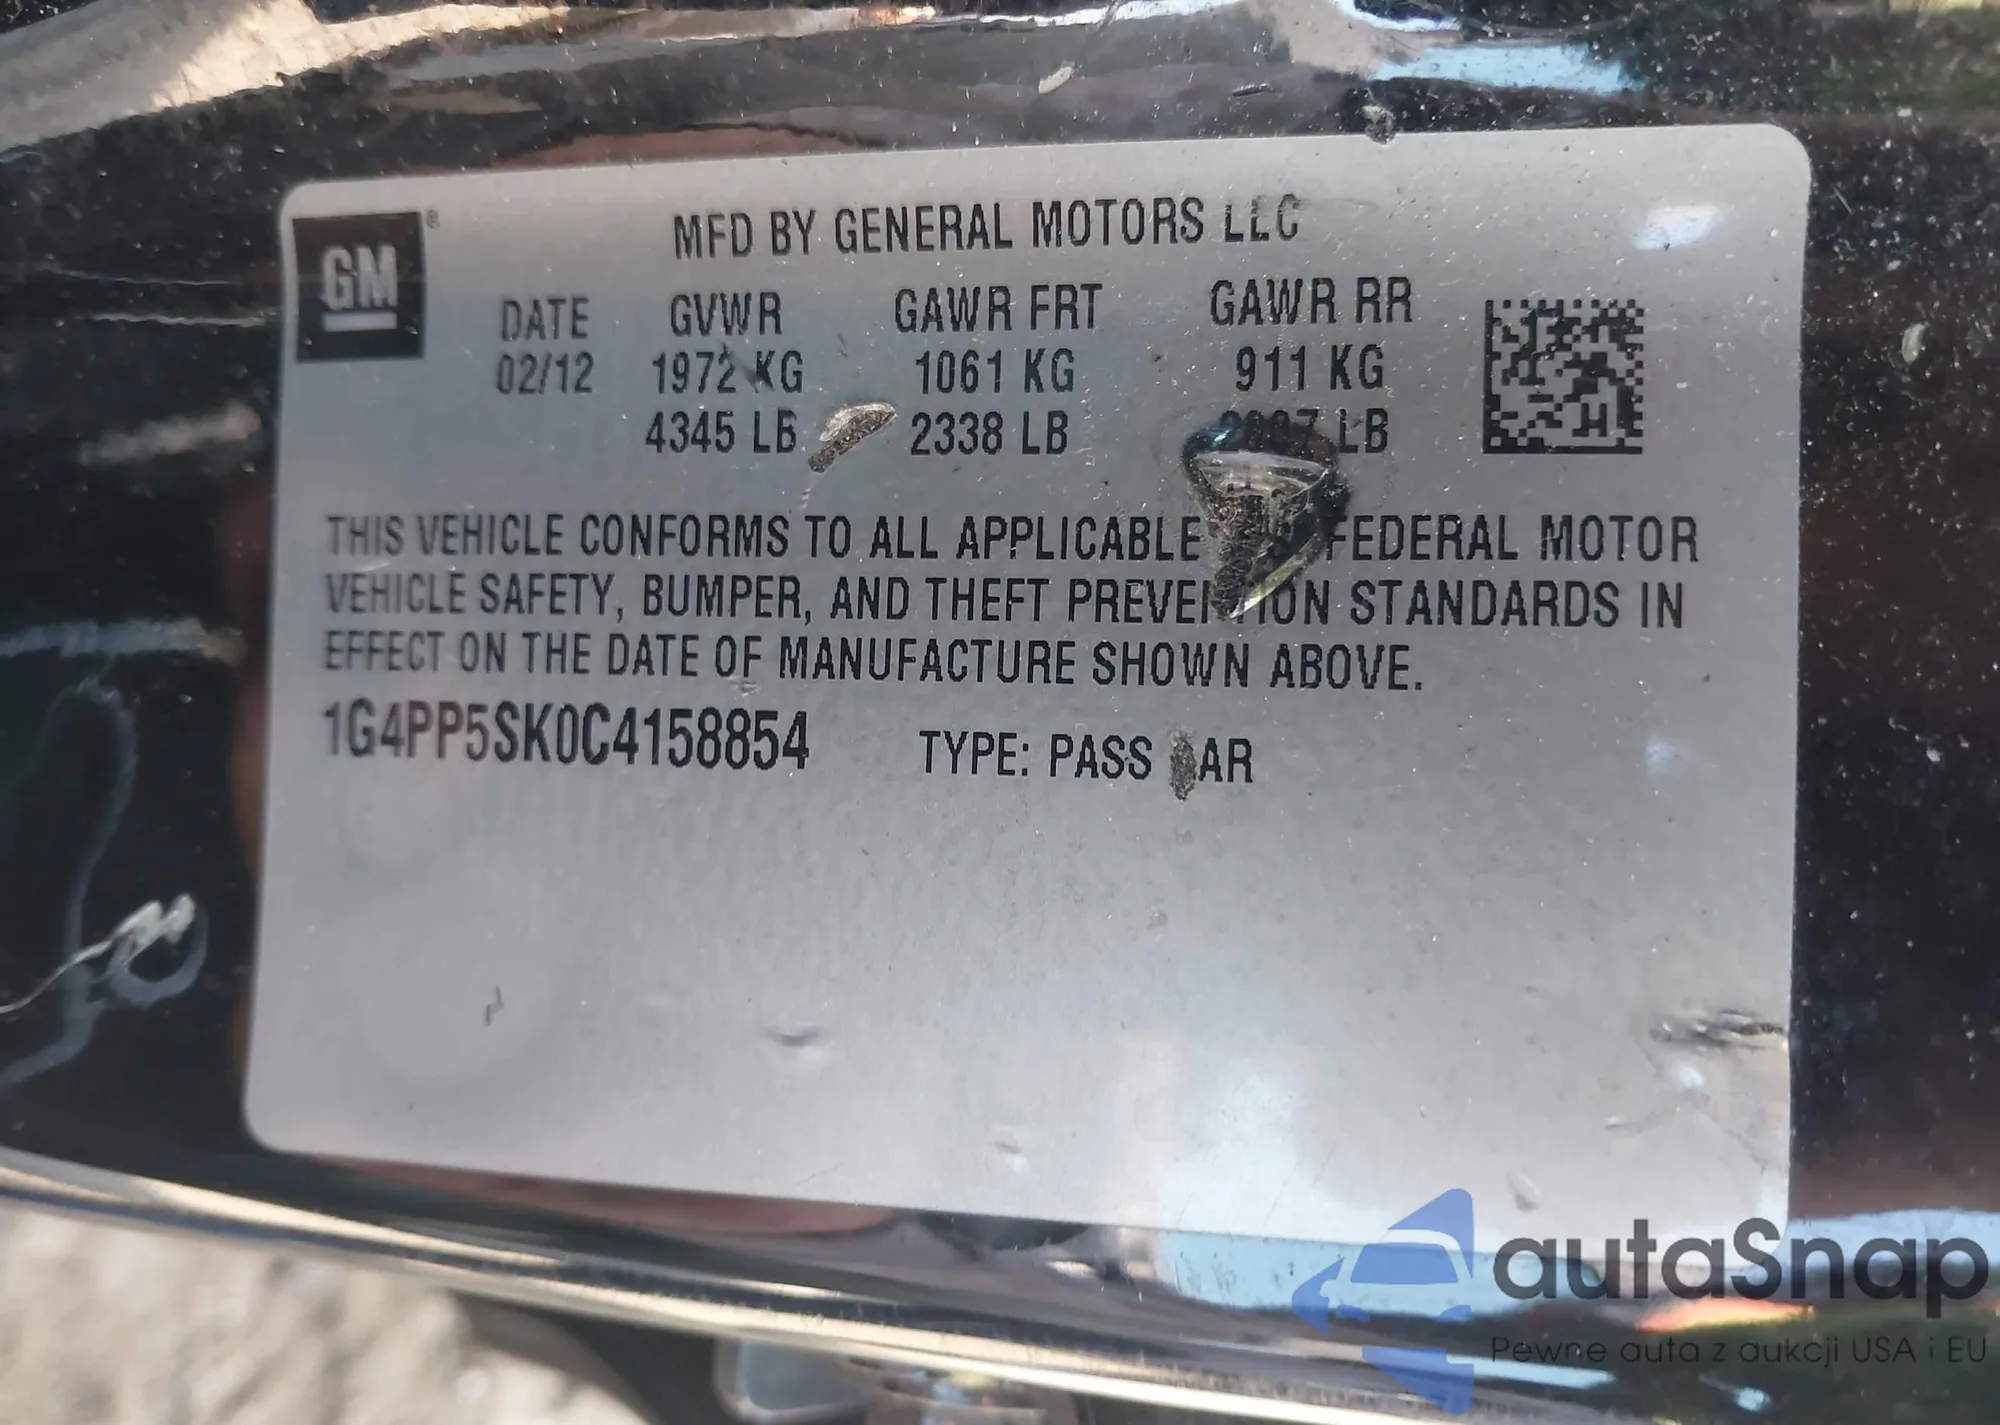 GM®
MFD BY GENERAL MOTORS LLC
DATE GVWR GAWR FRT GAWR RR
02/12 1972 KG 1061 KG 911 KG
4345 LB 2338 LB LB
THIS VEHICLE CONFORMS TO ALL APPLICABLE FEDERAL MOTOR
VEHICLE SAFETY, BUMPER, AND THEFT PREVENTION STANDARDS IN
EFFECT ON THE DATE OF MANUFACTURE SHOWN ABOVE.
1G4PP5SK0C4158854 TYPE: PASS AR
autaSnap
Pewne auta z aukcji USA i EU